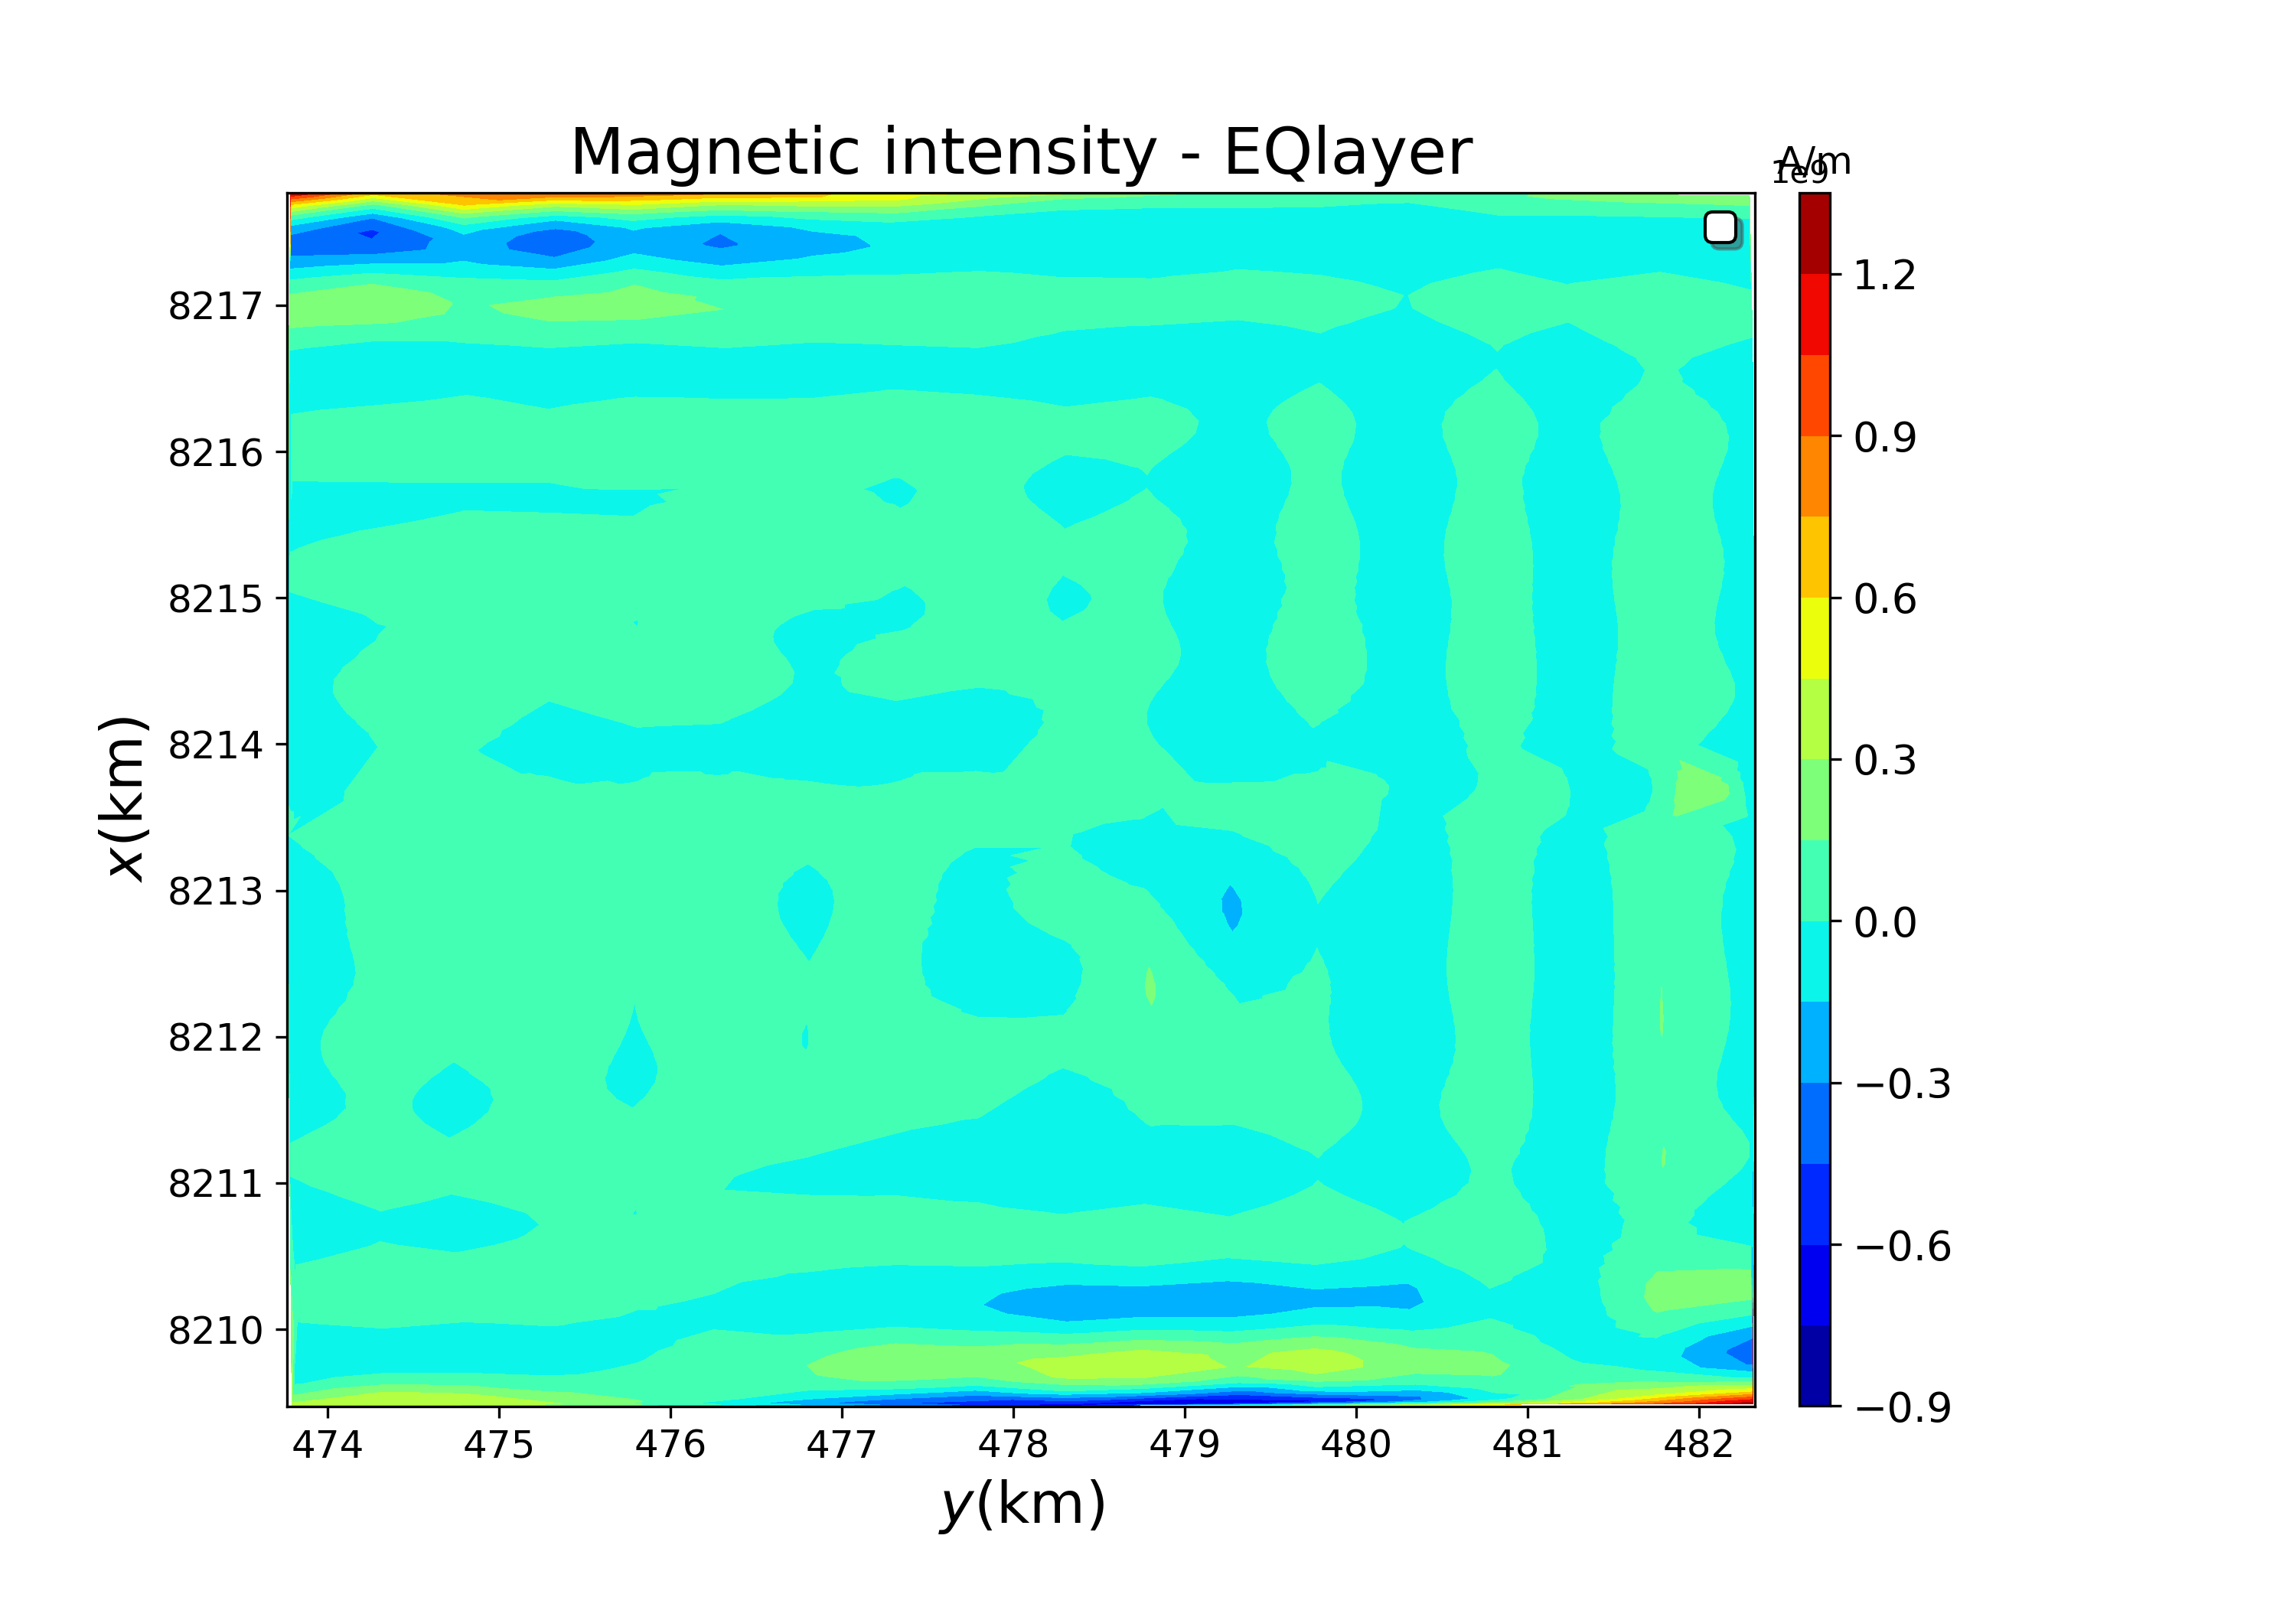 Magnetic intensity - EQlayer
A/m
1e9
8217
8216
8215
8214
8213
8212
8211
8210
x(km)
474 475 476 477 478 479 480 481 482
y(km)
1.2
0.9
0.6
0.3
0.0
−0.3
−0.6
−0.9